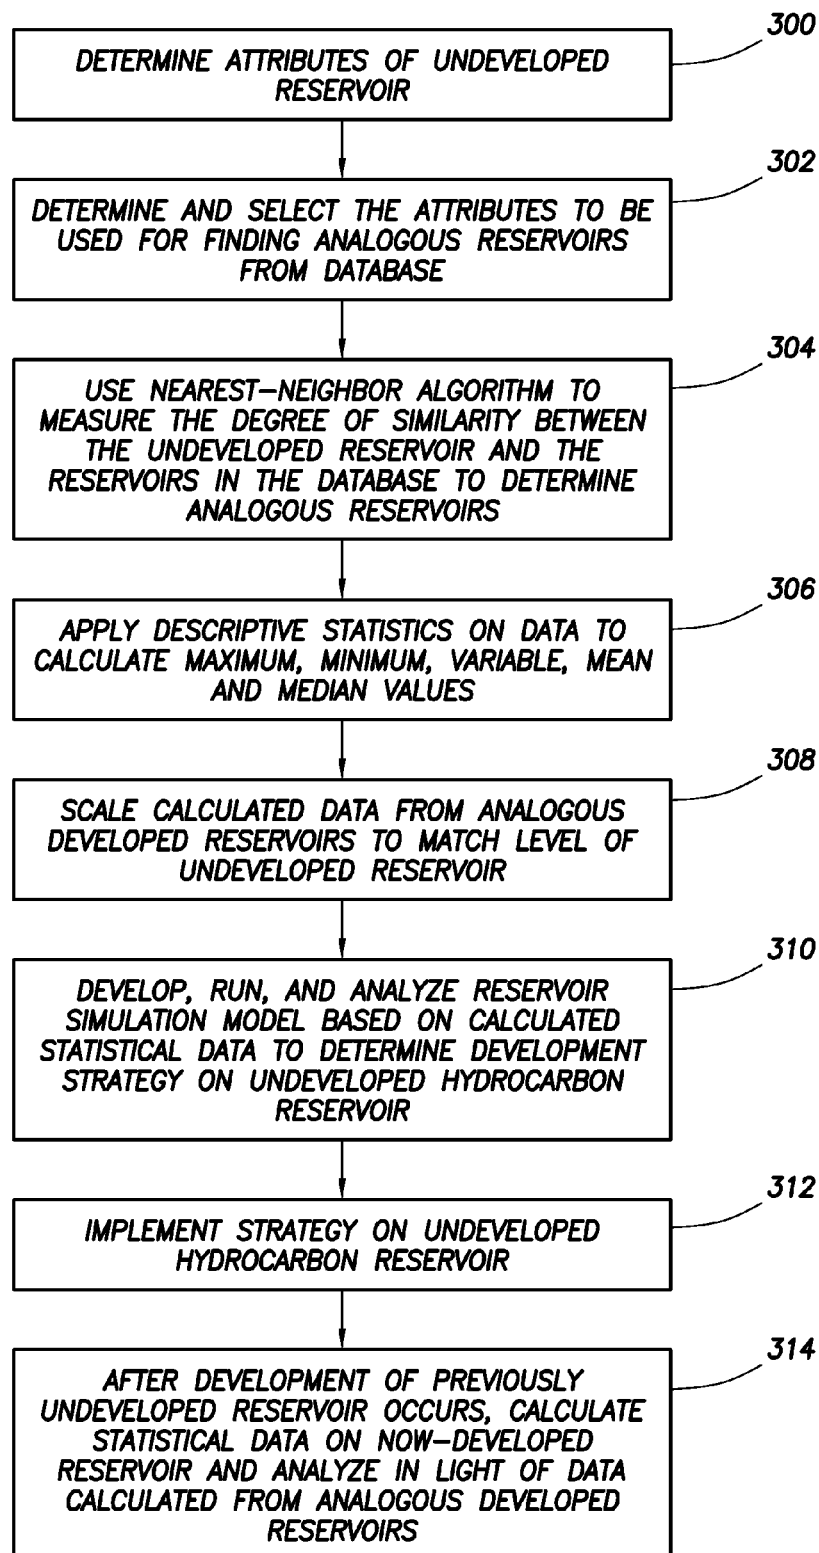 300
DETERMINE ATTRIBUTES OF UNDEVELOPED
RESERVOIR
302
DETERMINE AND SELECT THE ATTRIBUTES TO BE
USED FOR FINDING ANALOGOUS RESERVOIRS
FROM DATABASE
304
USE NEAREST-NEIGHBOR ALGORITHM TO
MEASURE THE DEGREE OF SIMILARITY BETWEEN
THE UNDEVELOPED RESERVOIR AND THE
RESERVOIRS IN THE DATABASE TO DETERMINE
ANALOGOUS RESERVOIRS
306
APPLY DESCRIPTIVE STATISTICS ON DATA TO
CALCULATE MAXIMUM, MINIMUM, VARIABLE, MEAN
AND MEDIAN VALUES
308
SCALE CALCULATED DATA FROM ANALOGOUS
DEVELOPED RESERVOIRS TO MATCH LEVEL OF
UNDEVELOPED RESERVOIR
310
DEVELOP, RUN, AND ANALYZE RESERVOIR
SIMULATION MODEL BASED ON CALCULATED
STATISTICAL DATA TO DETERMINE DEVELOPMENT
STRATEGY ON UNDEVELOPED HYDROCARBON
RESERVOIR
312
IMPLEMENT STRATEGY ON UNDEVELOPED
HYDROCARBON RESERVOIR
314
AFTER DEVELOPMENT OF PREVIOUSLY
UNDEVELOPED RESERVOIR OCCURS, CALCULATE
STATISTICAL DATA ON NOW-DEVELOPED
RESERVOIR AND ANALYZE IN LIGHT OF DATA
CALCULATED FROM ANALOGOUS DEVELOPED
RESERVOIRS